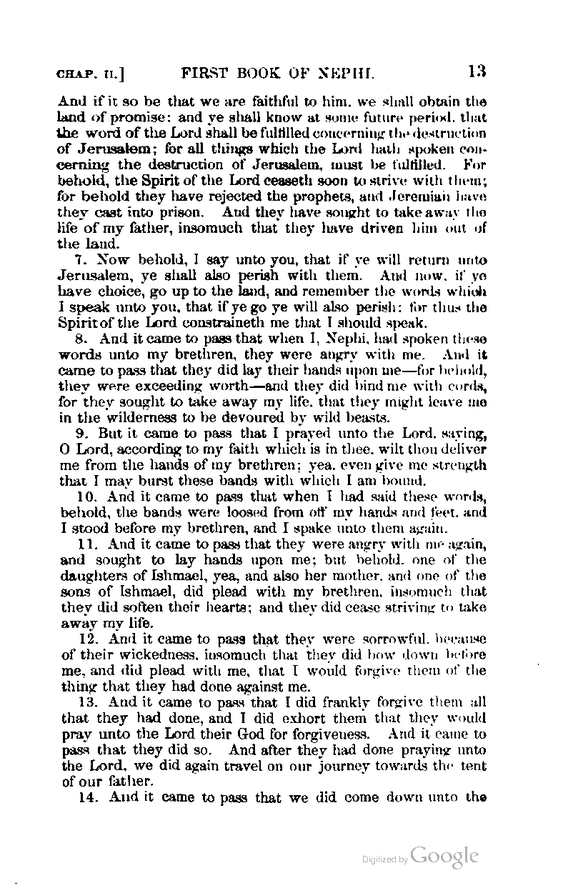 CHAP. II.] FIRST BOOK OF NEPHI. 13
And if it so be that we are faithful to him, we shall obtain the
land of promise: and ye shall know at some future period, that
the word of the Lord shall be fulfilled concerning the destruction
of Jerusalem; for all things which the Lord hath spoken con-
cerning the destruction of Jerusalem, must be fulfilled. For
behold, the Spirit of the Lord ceaseth soon to strive with them;
for behold they have rejected the prophets, and Jeremiah have
they cast into prison. And they have sought to take away the
life of my father, insomuch that they have driven him out of
the land.
7. Now behold, I say unto you, that if ye will return unto
Jerusalem, ye shall also perish with them. And now, if ye
have choice, go up to the land, and remember the words which
I speak unto you, that if ye go ye will also perish; for thus the
Spirit of the Lord constraineth me that I should speak.
8. And it came to pass that when I, Nephi, had spoken these
words unto my brethren, they were angry with me. And it
came to pass that they did lay their hands upon me—for behold,
they were exceeding worth—and they did bind me with cords,
for they sought to take away my life, that they might leave me
in the wilderness to be devoured by wild beasts.
9. But it came to pass that I prayed unto the Lord, saying,
O Lord, according to my faith which is in thee, wilt thou deliver
me from the hands of my brethren; yea, even give me strength
that I may burst these bands with which I am bound.
10. And it came to pass that when I had said these words,
behold, the bands were loosed from off my hands and feet, and
I stood before my brethren, and I spake unto them again.
11. And it came to pass that they were angry with me again,
and sought to lay hands upon me; but behold, one of the
daughters of Ishmael, yea, and also her mother, and one of the
sons of Ishmael, did plead with my brethren, insomuch that
they did soften their hearts; and they did cease striving to take
away my life.
12. And it came to pass that they were sorrowful, because
of their wickedness, insomuch that they did bow down before
me, and did plead with me, that I would forgive them of the
thing that they had done against me.
13. And it came to pass that I did frankly forgive them all
that they had done, and I did exhort them that they would
pray unto the Lord their God for forgiveness. And it came to
pass that they did so. And after they had done praying unto
the Lord, we did again travel on our journey towards the tent
of our father.
14. And it came to pass that we did come down unto the
Digitized by Google